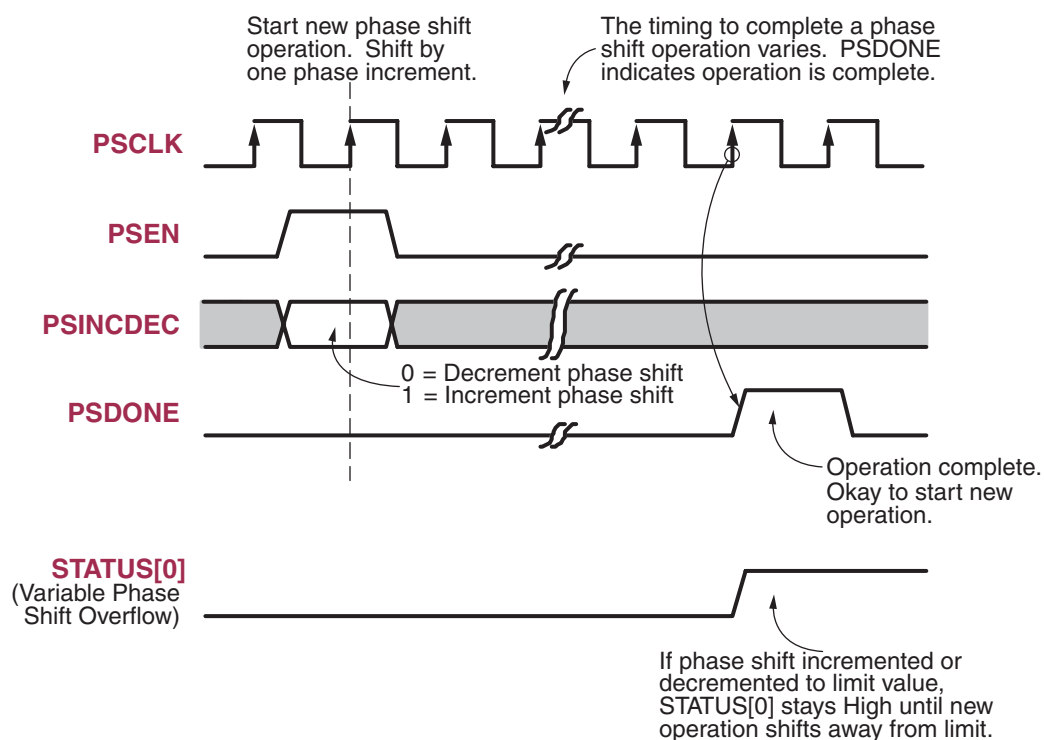 Start new phase shift
operation.  Shift by
one phase increment.
The timing to complete a phase
shift operation varies.  PSDONE
indicates operation is complete.
PSCLK
PSEN
PSINCDEC
0 = Decrement phase shift
1 = Increment phase shift
PSDONE
Operation complete.
Okay to start new
operation.
STATUS[0]
(Variable Phase
Shift Overflow)
If phase shift incremented or
decremented to limit value,
STATUS[0] stays High until new
operation shifts away from limit.